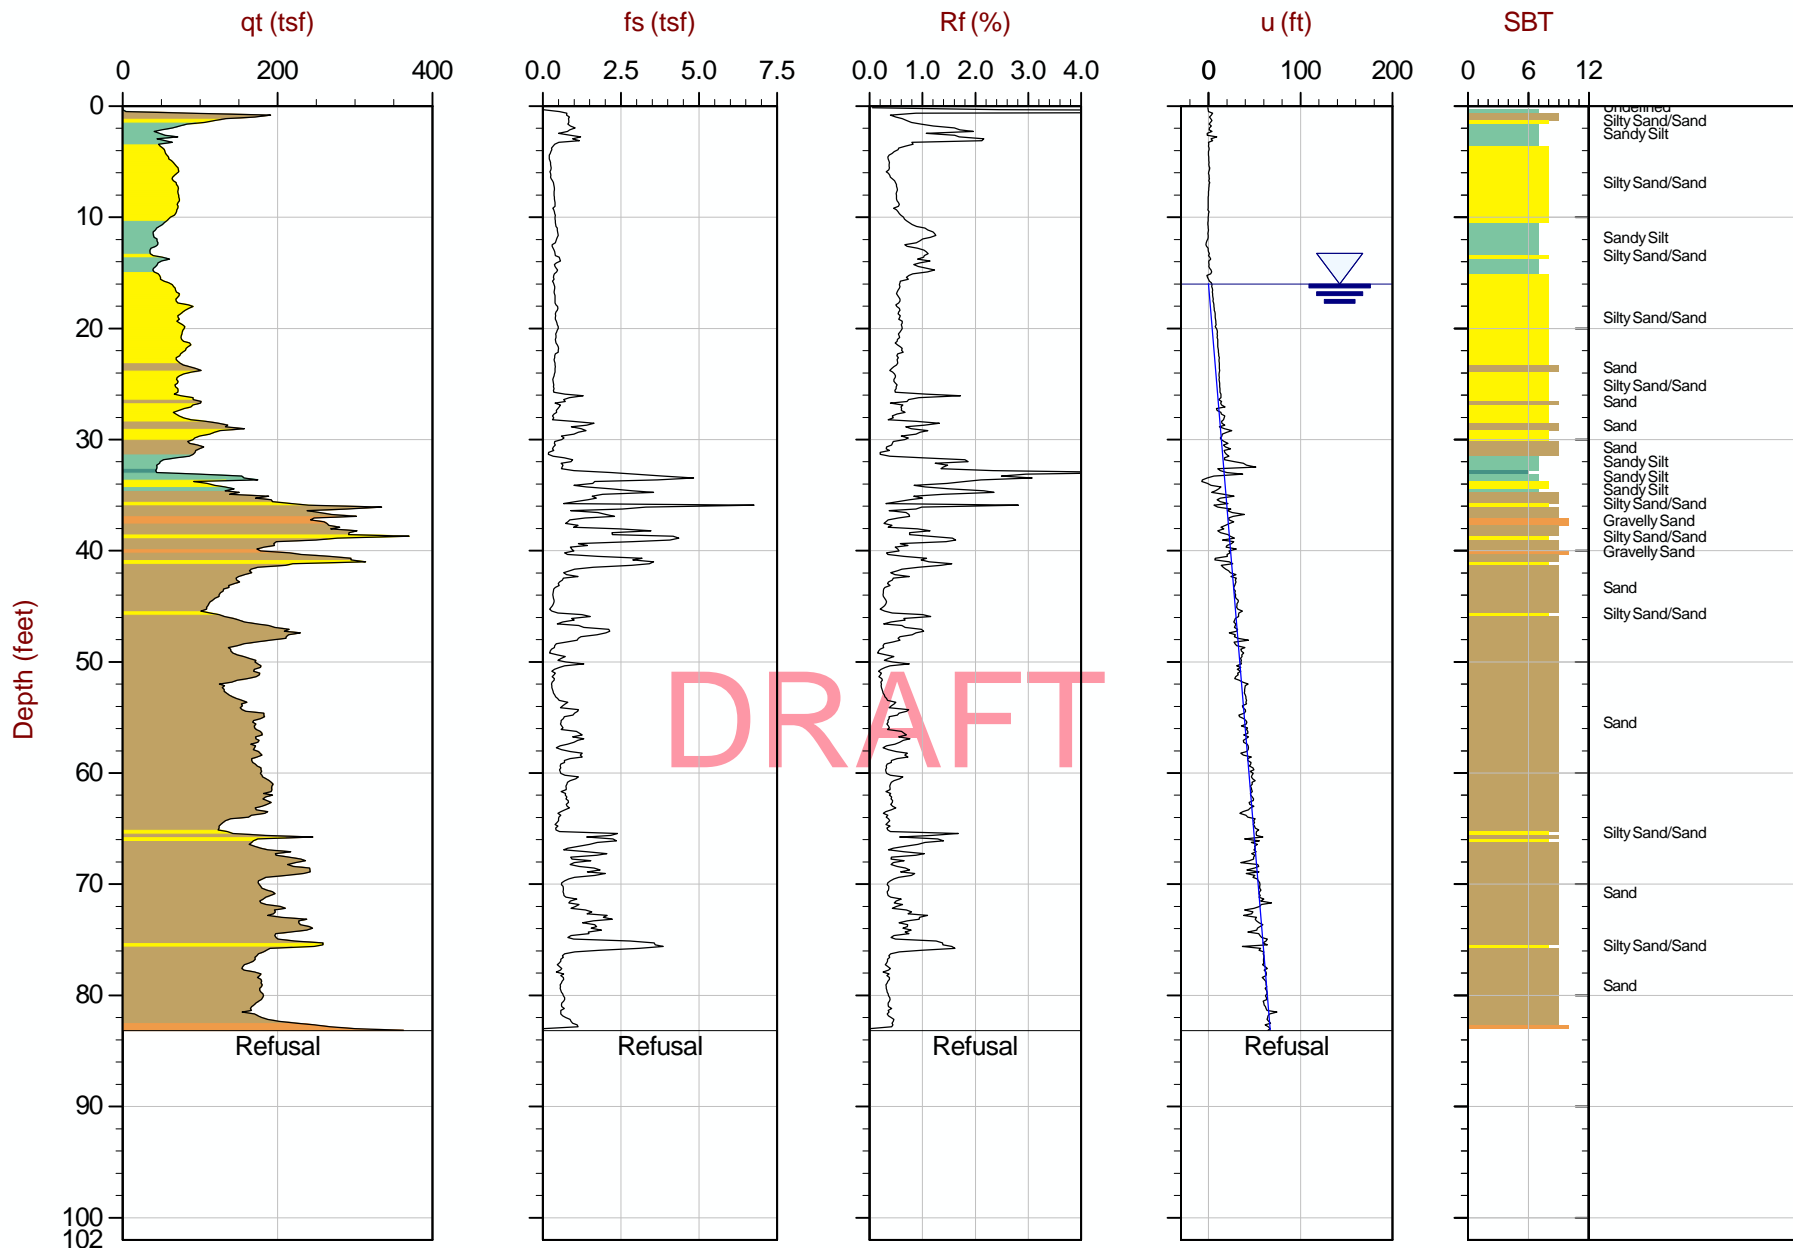 qt (tsf)
fs (tsf)
Rf (%)
u (ft)
SBT
0 200 400
0.0 2.5 5.0 7.5
0.0 1.0 2.0 3.0 4.0
0 100 200
0 6 12
Depth (feet)
0
10
20
30
40
50
60
70
80
90
100
102
Undefined
Silty Sand/Sand
Sandy Silt
Silty Sand/Sand
Sandy Silt
Silty Sand/Sand
Silty Sand/Sand
Sand
Silty Sand/Sand
Sand
Sand
Sand
Sandy Silt
Sandy Silt
Sandy Silt
Silty Sand/Sand
Gravelly Sand
Silty Sand/Sand
Gravelly Sand
Sand
Silty Sand/Sand
Sand
Silty Sand/Sand
Sand
Silty Sand/Sand
Sand
DRAFT
Refusal
Refusal
Refusal
Refusal